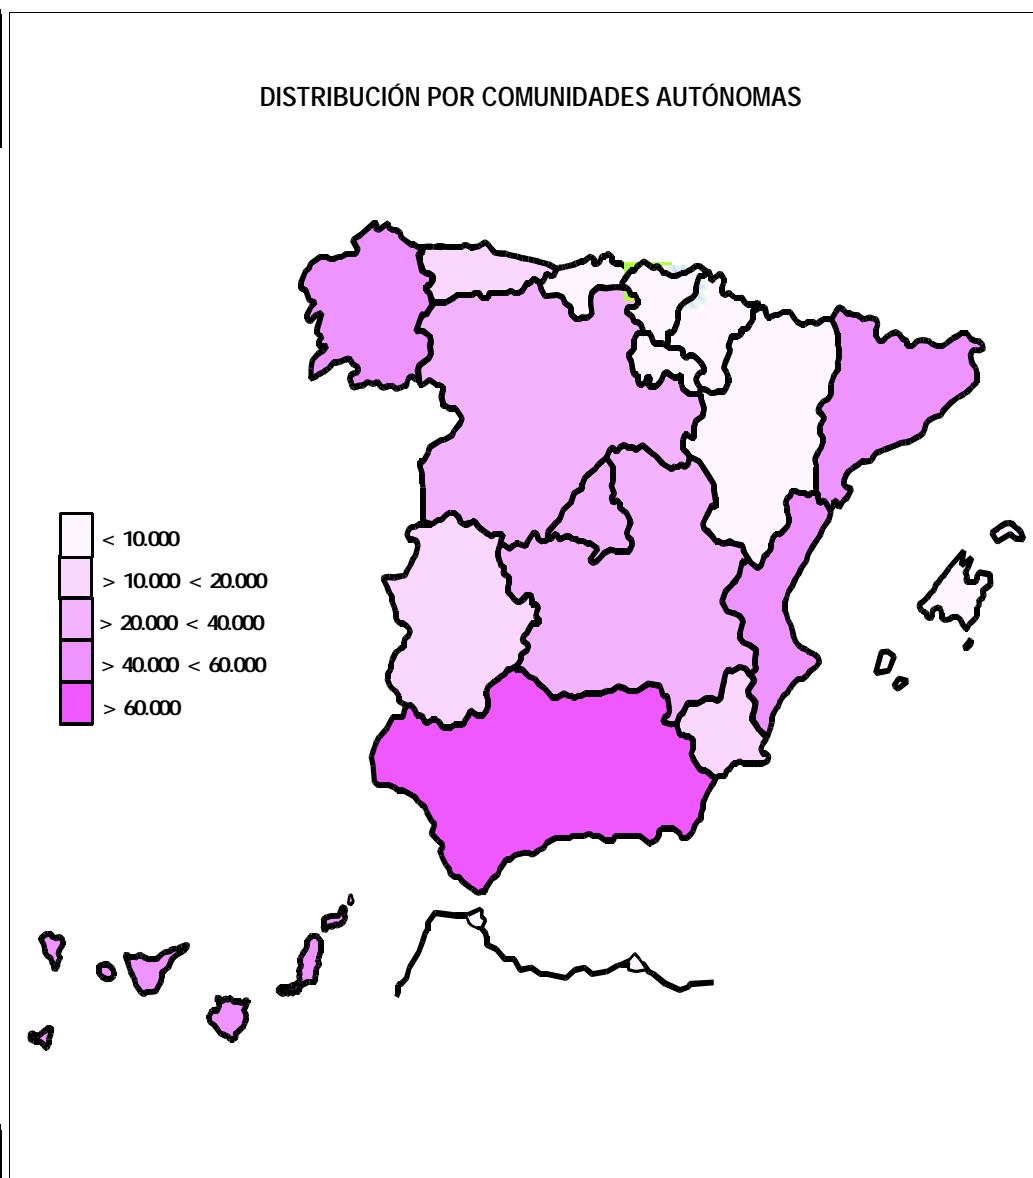 DISTRIBUCIÓN POR COMUNIDADES AUTÓNOMAS
< 10.000
> 10.000 < 20.000
> 20.000 < 40.000
> 40.000 < 60.000
> 60.000